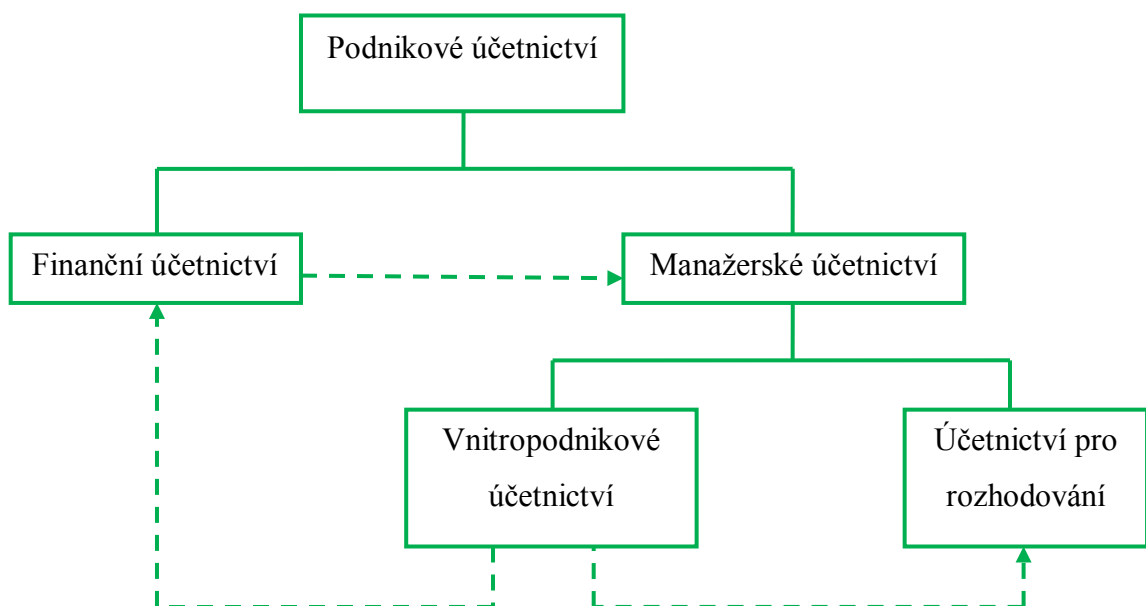 Podnikové účetnictví
Finanční účetnictví
Manažerské účetnictví
Vnitropodnikové
účetnictví
Účetnictví pro
rozhodování